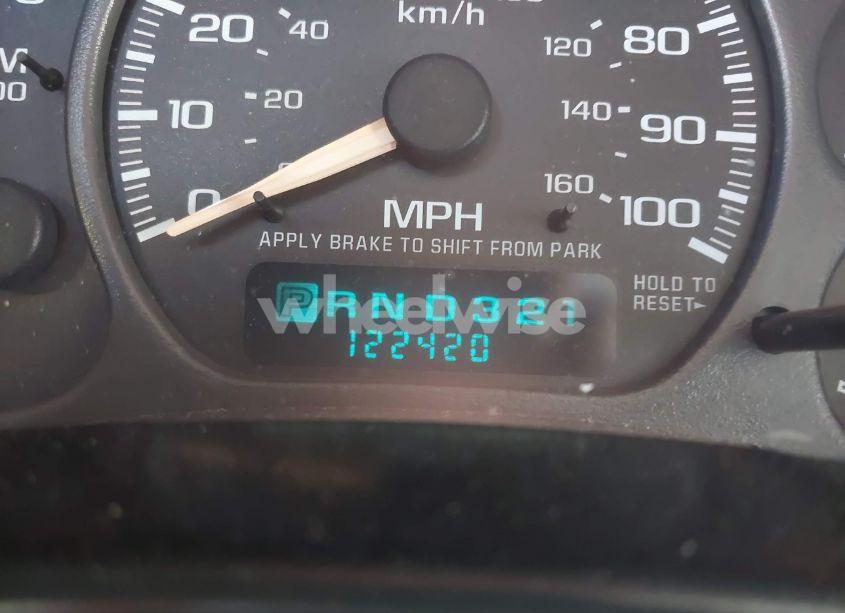 km/h
20 40 120 80
M
00
10 20 140 90
0 160 100
MPH
APPLY BRAKE TO SHIFT FROM PARK
HOLD TO
RESET
P R N D 3 2 1
wheelwise
122420